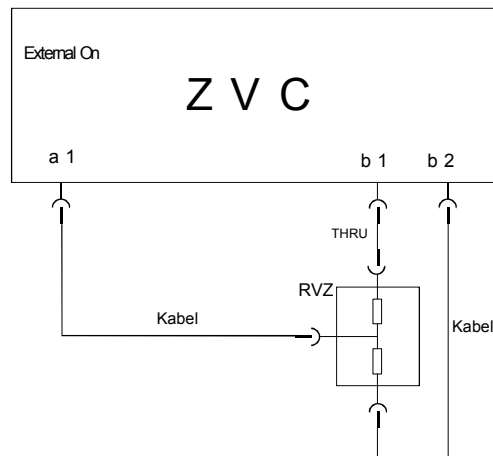 External On
Z V C
a 1
b 1
b 2
THRU
RVZ
Kabel
Kabel